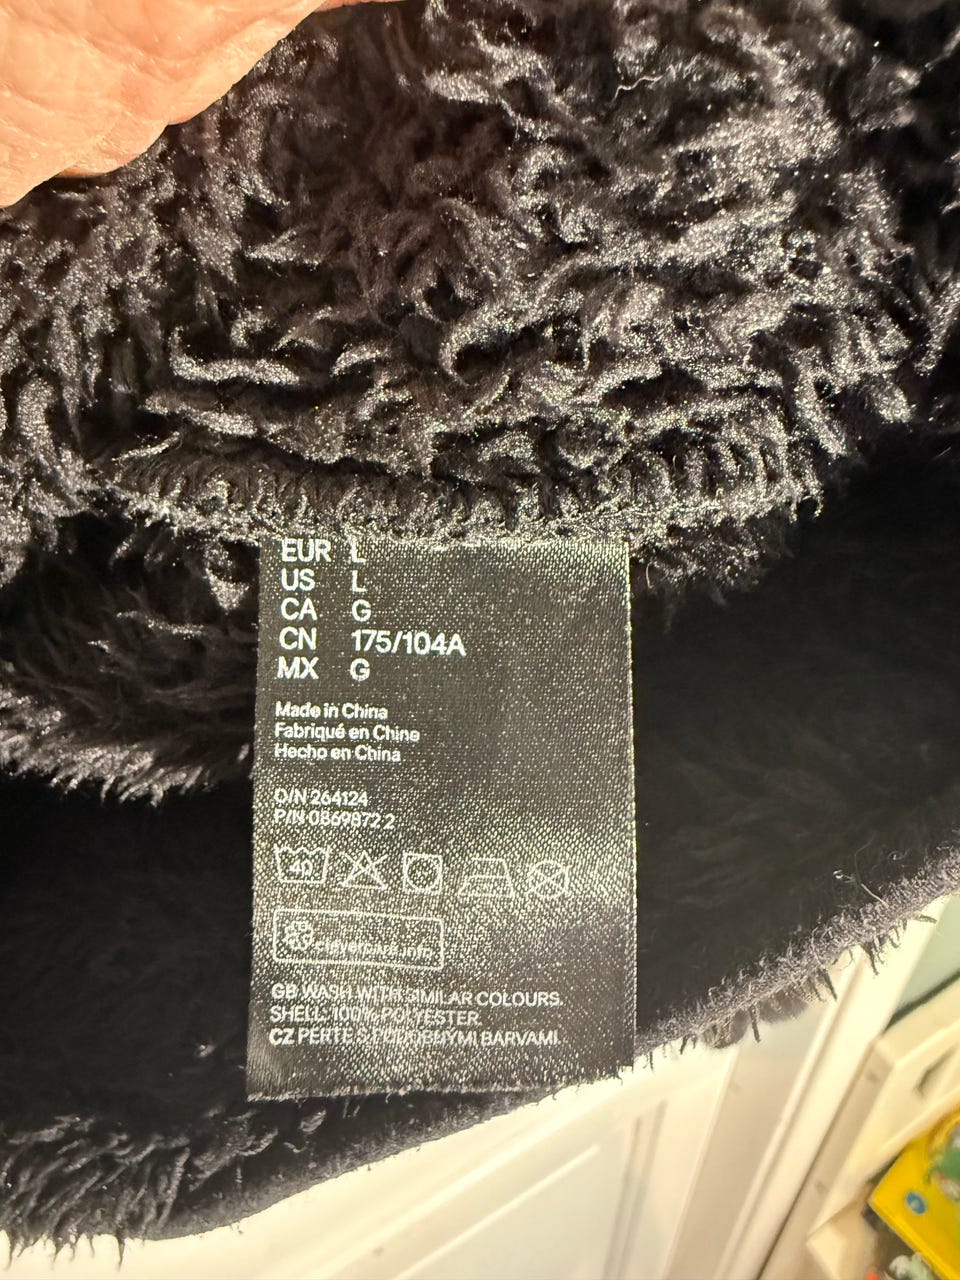 EUR L
US L
CA G
CN 175/104A
MX G
Made in China
Fabriqué en Chine
Hecho en China
O/N 264124
P/N 0869872 2
40
clevercare.info
GB WASH WITH SIMILAR COLOURS.
SHELL: 100% POLYESTER.
CZ PERTE S PODOBNÝMI BARVAMI.